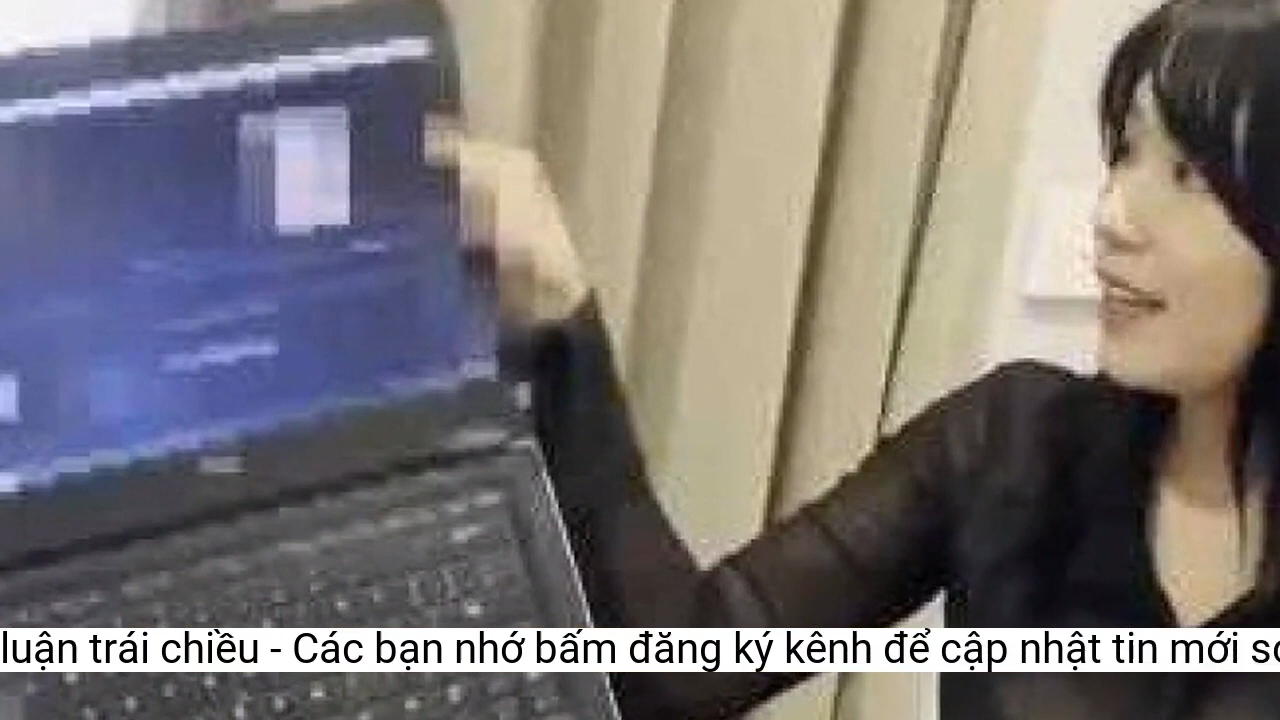 luận trái chiều - Các bạn nhớ bấm đăng ký kênh để cập nhật tin mới